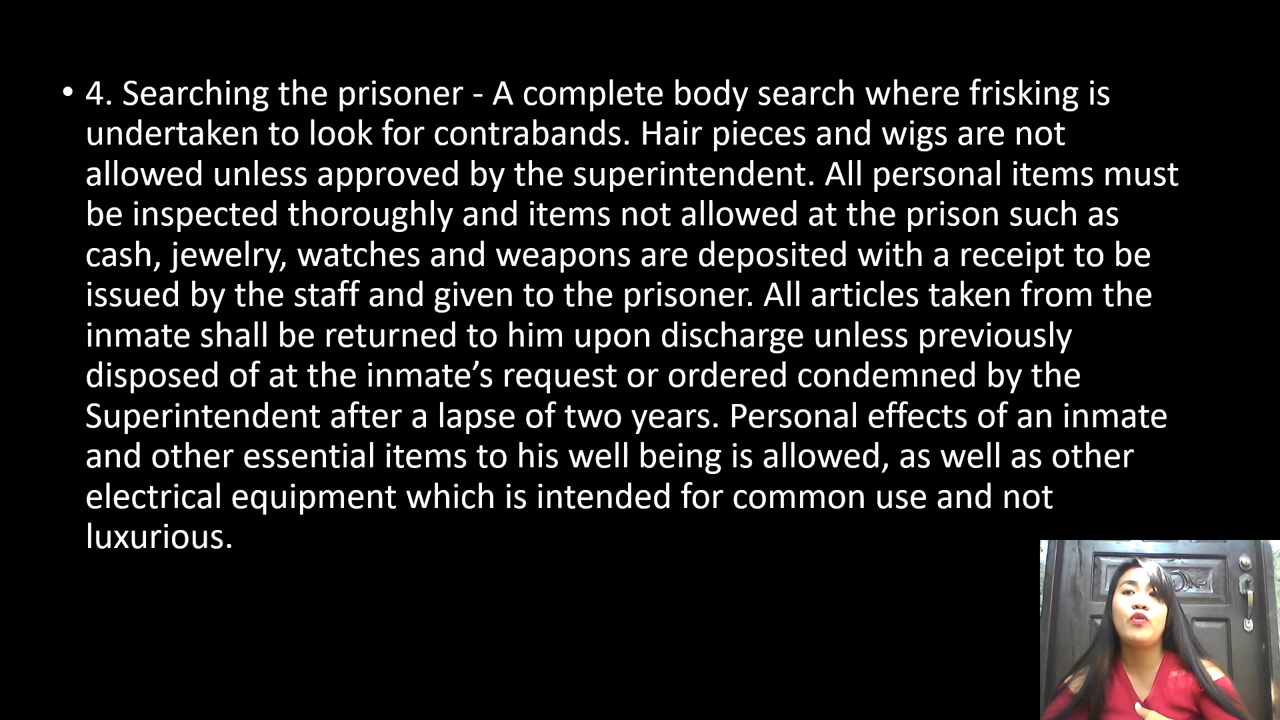 • 4. Searching the prisoner - A complete body search where frisking is
undertaken to look for contrabands. Hair pieces and wigs are not
allowed unless approved by the superintendent. All personal items must
be inspected thoroughly and items not allowed at the prison such as
cash, jewelry, watches and weapons are deposited with a receipt to be
issued by the staff and given to the prisoner. All articles taken from the
inmate shall be returned to him upon discharge unless previously
disposed of at the inmate’s request or ordered condemned by the
Superintendent after a lapse of two years. Personal effects of an inmate
and other essential items to his well being is allowed, as well as other
electrical equipment which is intended for common use and not
luxurious.